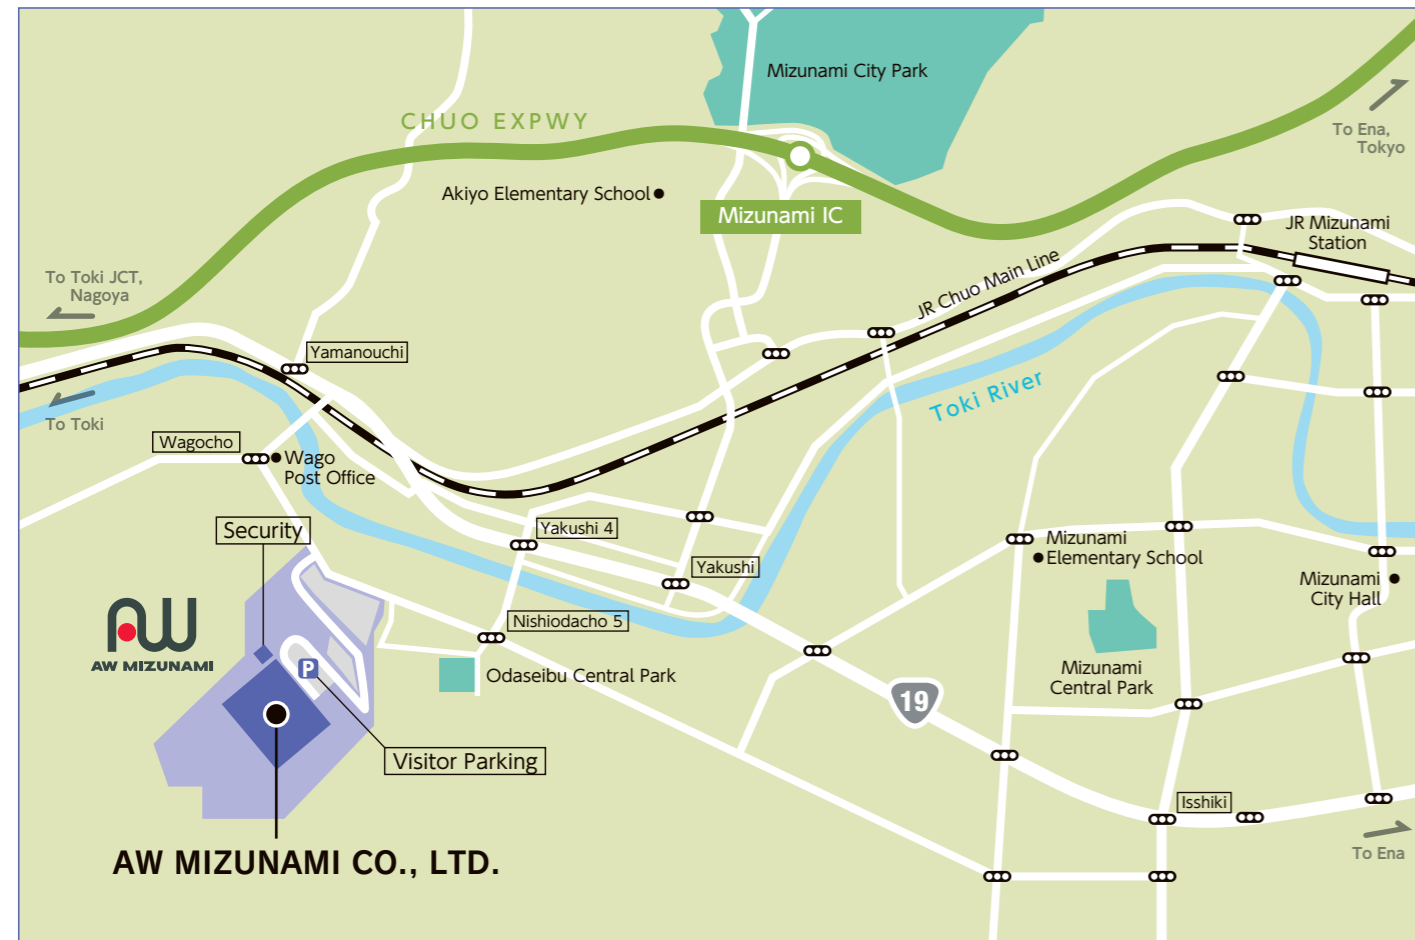 Mizunami City Park
CHUO EXPWY
To Ena,
Tokyo
Akiyo Elementary School
Mizunami IC
JR Mizunami
Station
To Toki JCT,
Nagoya
JR Chuo Main Line
Yamanouchi
Toki River
To Toki
Wagocho
Wago
Post Office
Security
Yakushi 4
Mizunami
Elementary School
Yakushi
Mizunami
City Hall
AW
AW MIZUNAMI
Nishiodacho 5
P
Odaseibu Central Park
Mizunami
Central Park
19
Visitor Parking
Isshiki
To Ena
AW MIZUNAMI CO., LTD.